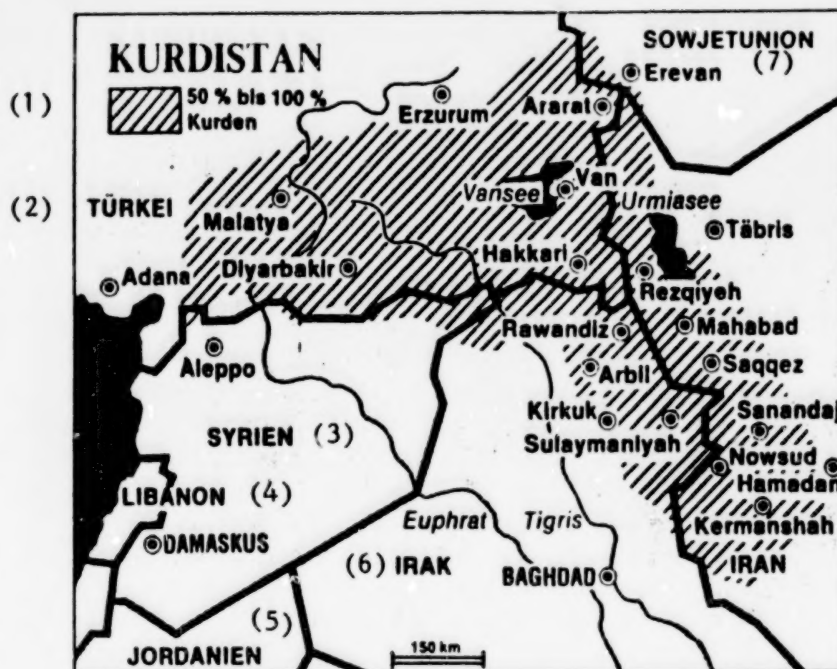 KURDISTAN
SOWJETUNION
(7)
(1)
50 % bis 100 %
Kurden
Erevan
Erzurum
Ararat
(2)
TÜRKEI
Malatya
Vansee
Van
Urmiasee
Täbris
Adana
Diyarbakir
Hakkari
Rezqiyeh
Aleppo
Rawandiz
Mahabad
Arbil
Saqqez
SYRIEN (3)
Kirkuk
Sulaymaniyah
Sanandaj
Nowsud
Hamadan
LIBANON (4)
Euphrat
Tigris
Kermanshah
DAMASKUS
(6) IRAK
BAGHDAD
IRAN
(5)
JORDANIEN
150 km